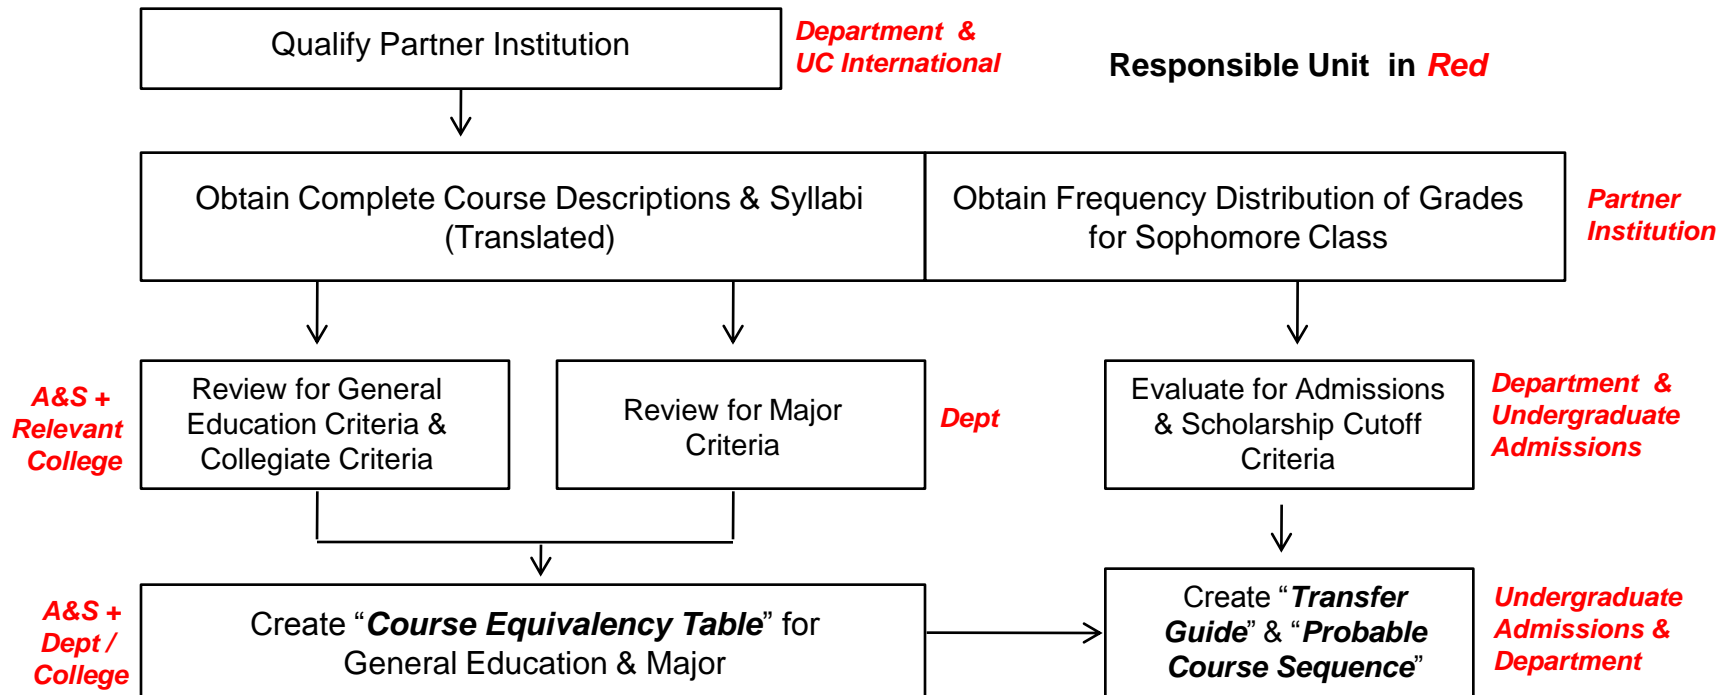 Qualify Partner Institution
Department &
UC International
Responsible Unit in Red
Obtain Complete Course Descriptions & Syllabi
(Translated)
Obtain Frequency Distribution of Grades
for Sophomore Class
Partner
Institution
A&S +
Relevant
College
Review for General
Education Criteria &
Collegiate Criteria
Review for Major
Criteria
Dept
Evaluate for Admissions
& Scholarship Cutoff
Criteria
Department &
Undergraduate
Admissions
A&S +
Dept /
College
Create “Course Equivalency Table” for
General Education & Major
Create “Transfer
Guide” & “Probable
Course Sequence”
Undergraduate
Admissions &
Department